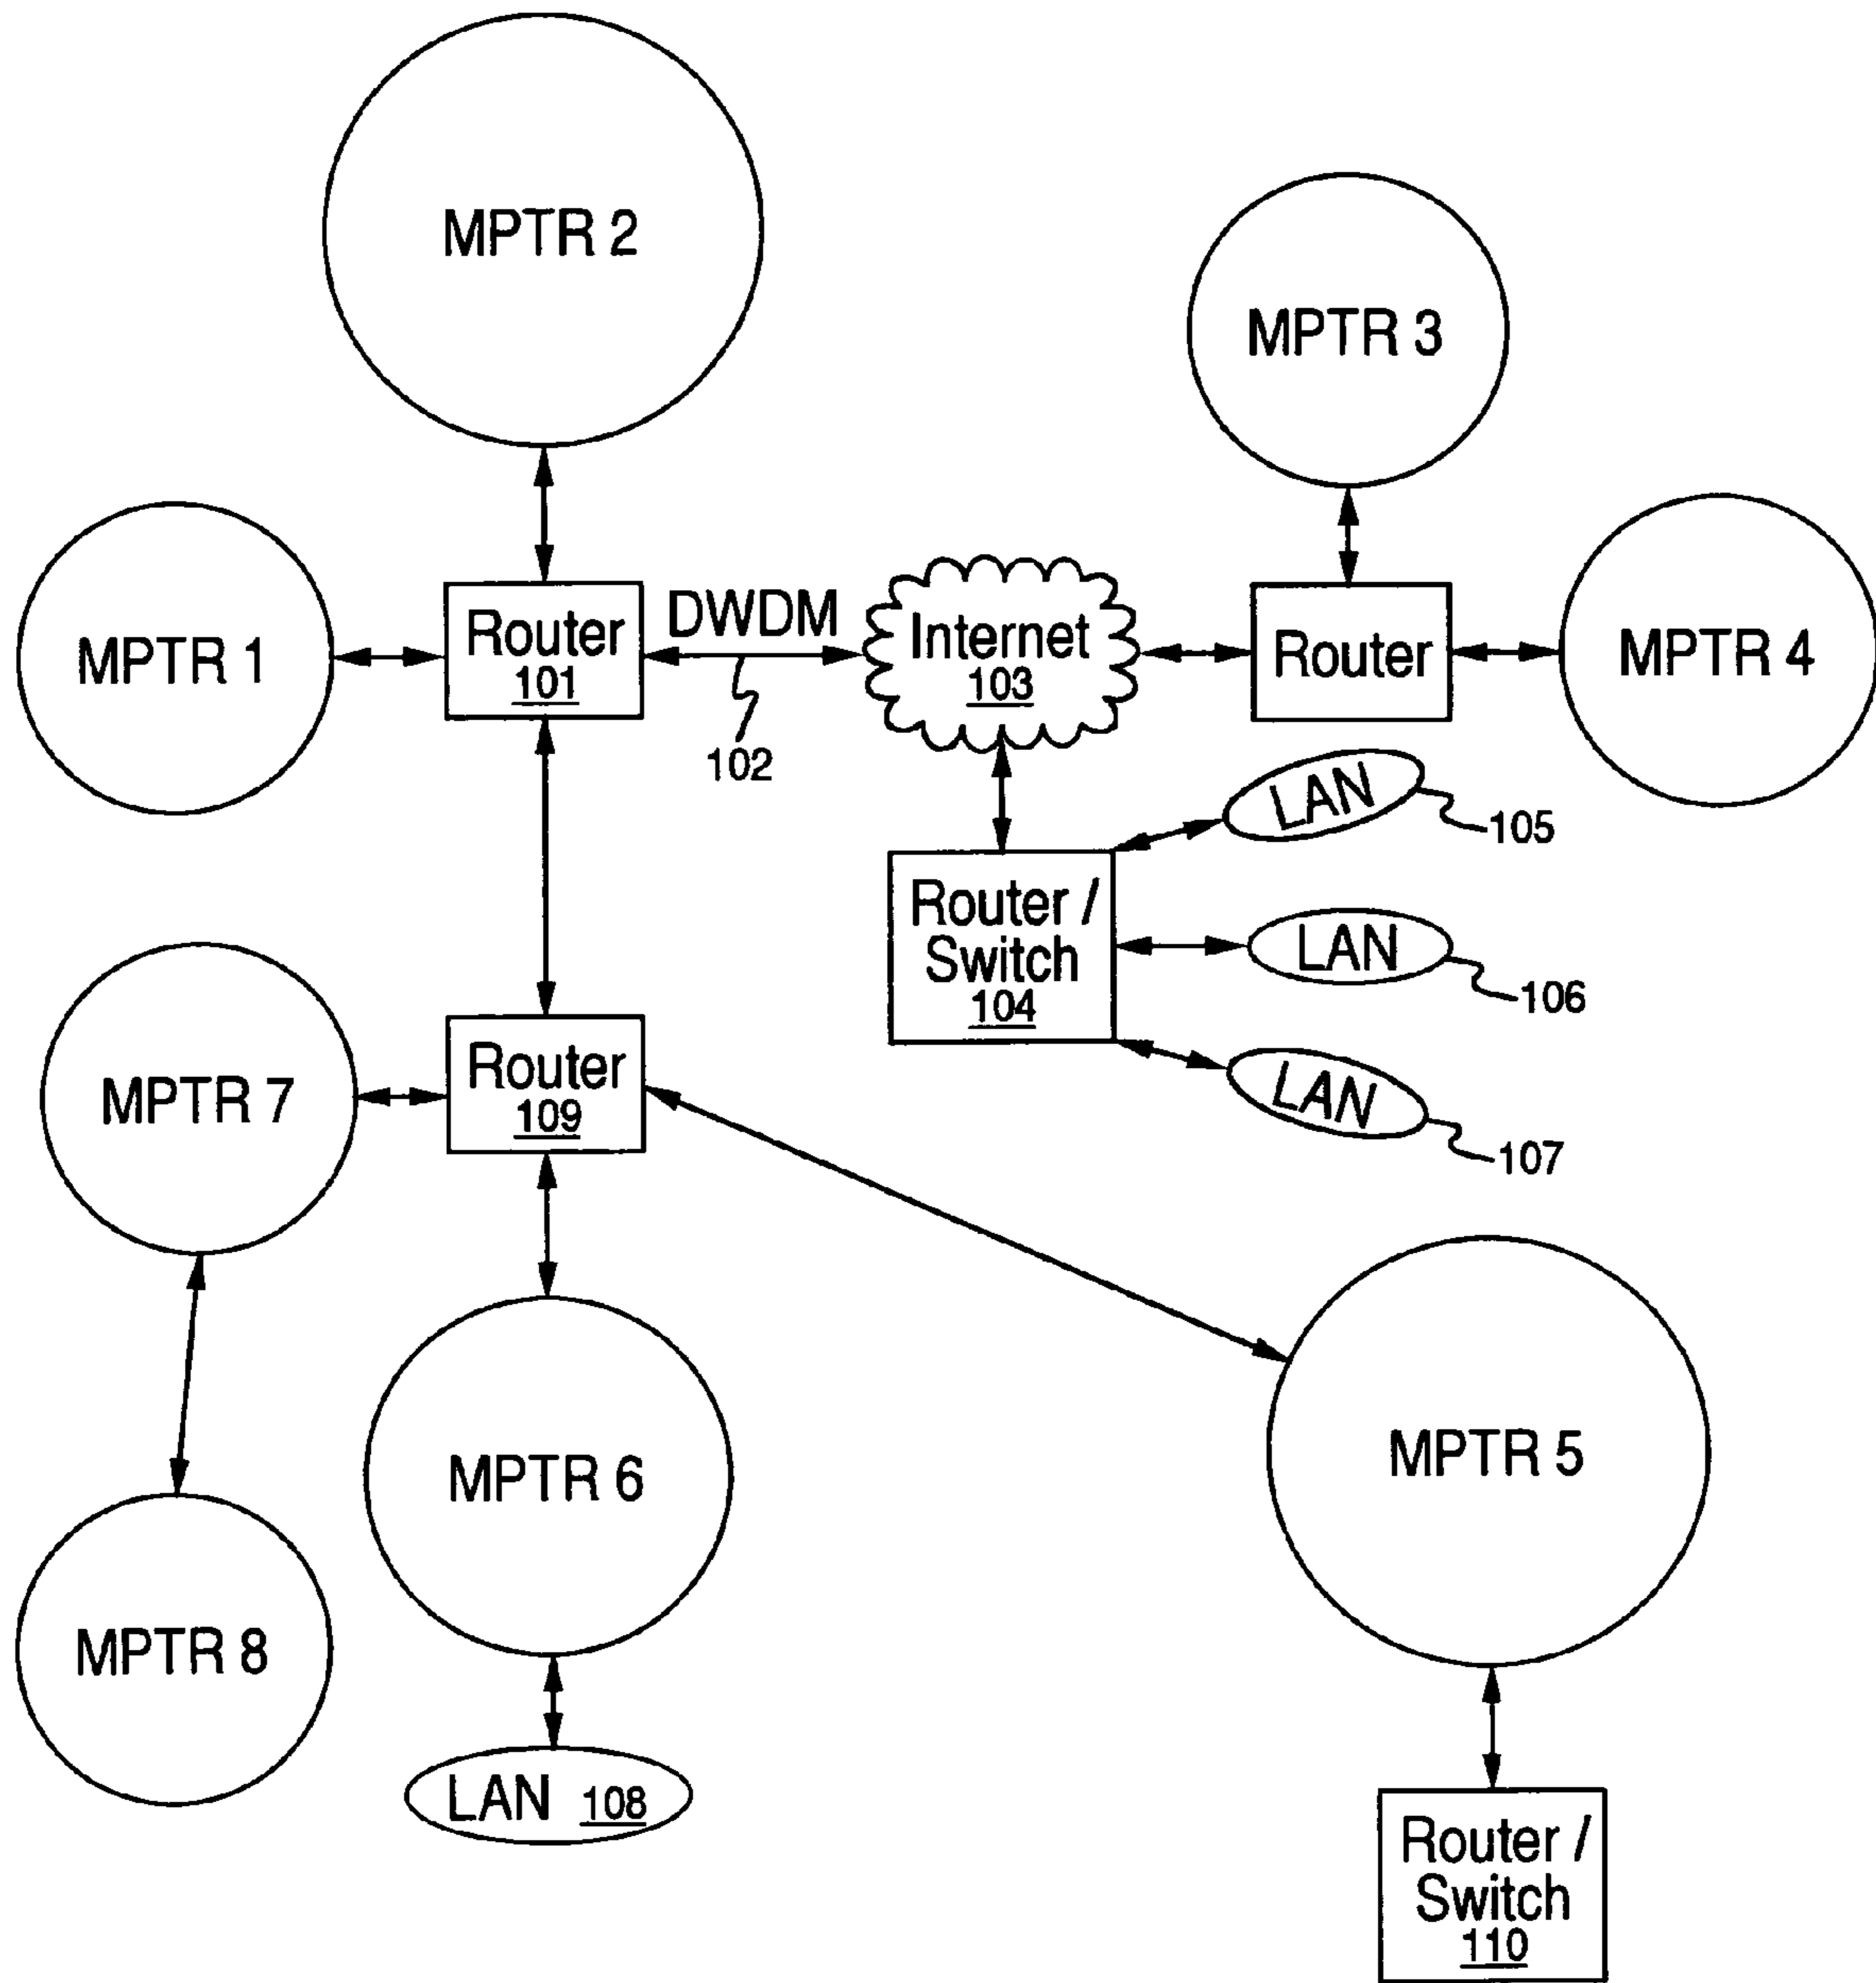 MPTR 2
MPTR 3
MPTR 1
Router
101
DWDM
102
Internet
103
Router
MPTR 4
LAN
105
Router /
Switch
104
LAN
106
LAN
107
MPTR 7
Router
109
MPTR 6
MPTR 5
MPTR 8
LAN 108
Router /
Switch
110